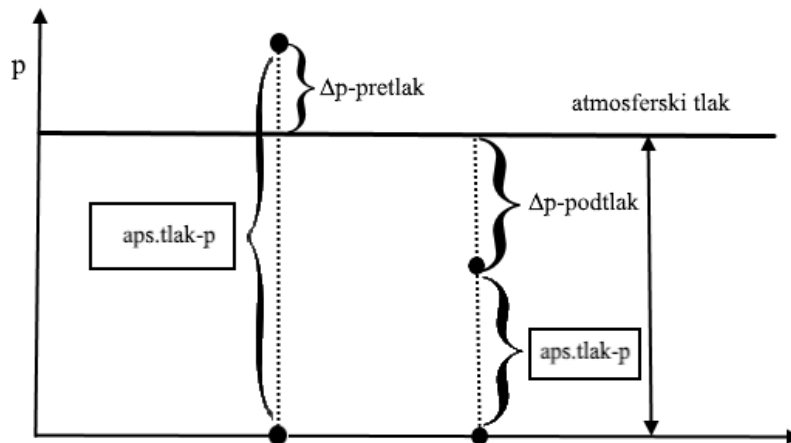 p
Δp-pretlak
atmosferski tlak
aps.tlak-p
Δp-podtlak
aps.tlak-p